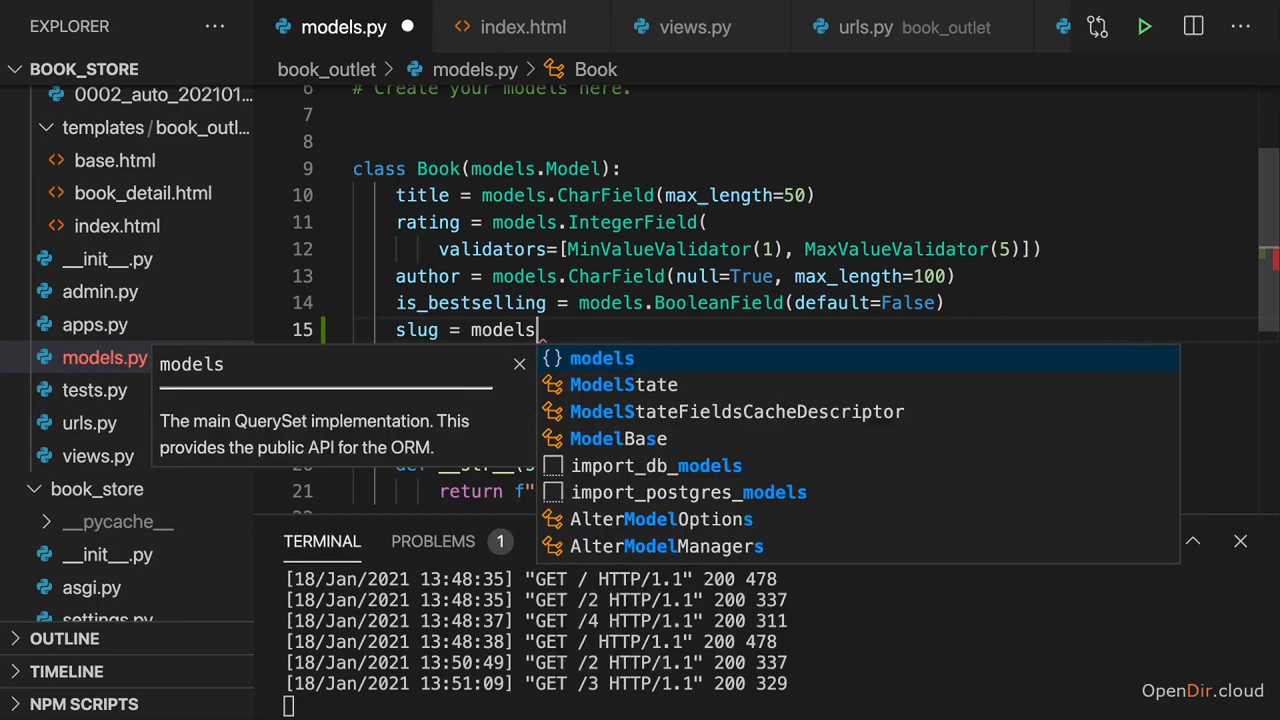 EXPLORER ···
models.py ● index.html views.py urls.py book_outlet ···
BOOK_STORE
book_outlet > models.py > Book
0002_auto_202101...
templates / book_outl...
base.html
book_detail.html
index.html
__init__.py
admin.py
apps.py
models.py
tests.py
urls.py
views.py
book_store
__pycache__
__init__.py
asgi.py
settings.py
OUTLINE
TIMELINE
NPM SCRIPTS
6 # Create your models here.
7
8
9 class Book(models.Model):
10 title = models.CharField(max_length=50)
11 rating = models.IntegerField(
12 validators=[MinValueValidator(1), MaxValueValidator(5)])
13 author = models.CharField(null=True, max_length=100)
14 is_bestselling = models.BooleanField(default=False)
15 slug = models
models
The main QuerySet implementation. This
provides the public API for the ORM.
{} models
ModelState
ModelStateFieldsCacheDescriptor
ModelBase
import_db_models
import_postgres_models
AlterModelOptions
AlterModelManagers
20 def __str__(s
21 return f"
TERMINAL PROBLEMS 1
[18/Jan/2021 13:48:35] "GET / HTTP/1.1" 200 478
[18/Jan/2021 13:48:35] "GET /2 HTTP/1.1" 200 337
[18/Jan/2021 13:48:37] "GET /4 HTTP/1.1" 200 311
[18/Jan/2021 13:48:38] "GET / HTTP/1.1" 200 478
[18/Jan/2021 13:50:49] "GET /2 HTTP/1.1" 200 337
[18/Jan/2021 13:51:09] "GET /3 HTTP/1.1" 200 329
OpenDir.cloud